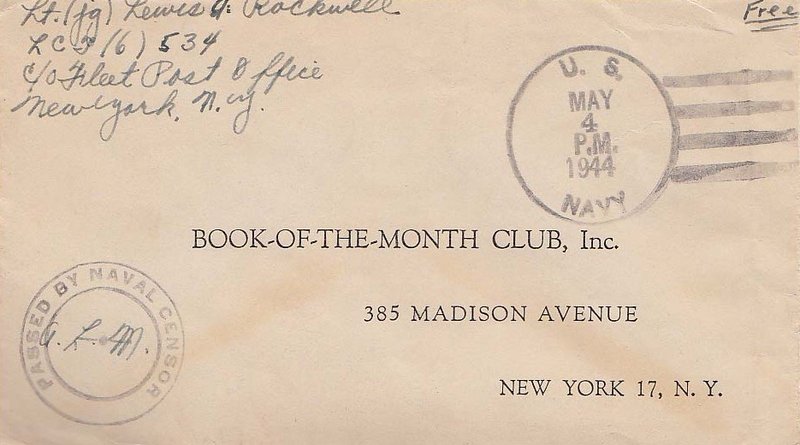 Lt. (jg) Lewis H. Rockwell
LCT (6) 534
c/o Fleet Post Office
New York, N.Y.
Free
U. S.
MAY
4
P.M.
1944
NAVY
BOOK-OF-THE-MONTH CLUB, Inc.
385 MADISON AVENUE
NEW YORK 17, N. Y.
PASSED BY NAVAL CENSOR
L. M.